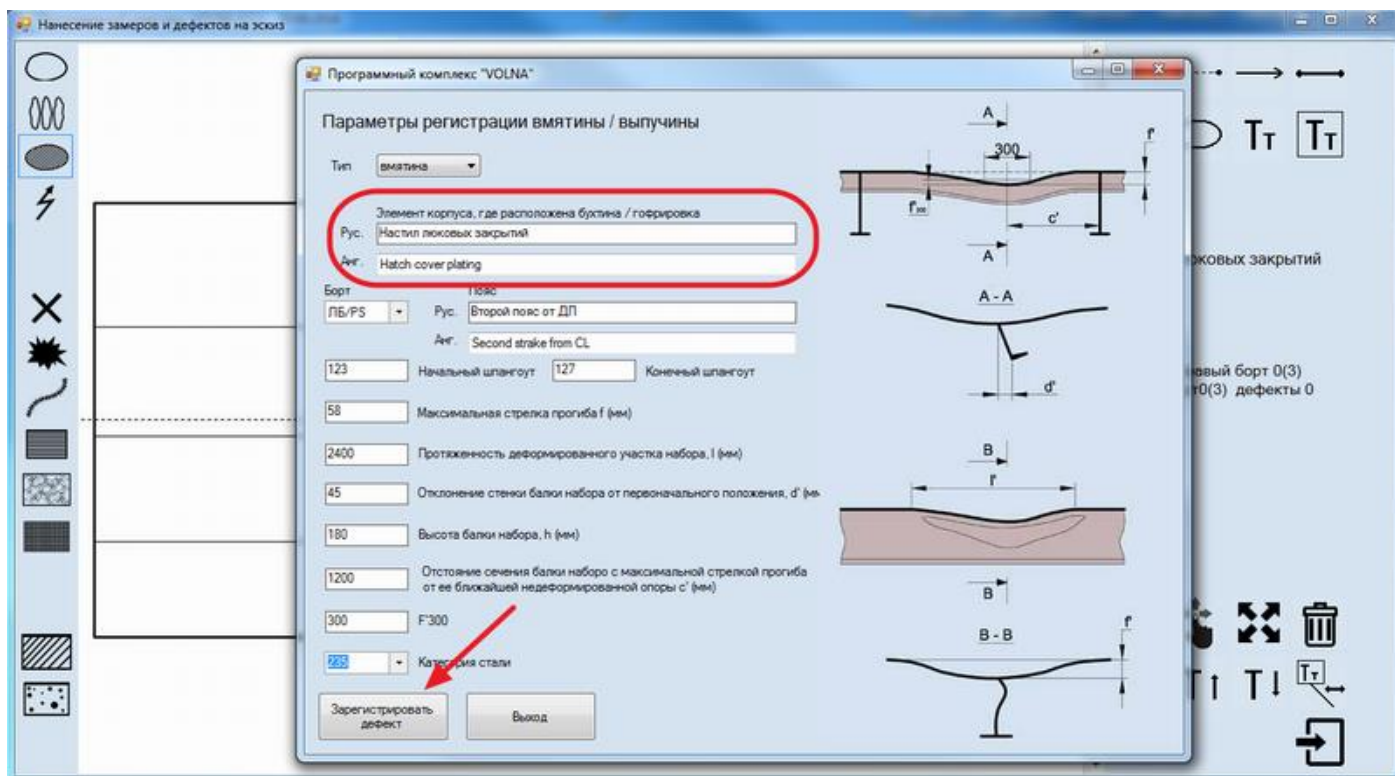 Нанесение замеров и дефектов на эскиз
Программный комплекс "VOLNA"
Параметры регистрации вмятины / выпучины
Тип вмятина
Элемент корпуса, где расположена бухтина / гофрировка
Рус. Настил люковых закрытий
Анг. Hatch cover plating
Борт Пояс
ПБ/PS Рус. Второй пояс от ДП
Анг. Second strake from CL
123 Начальный шпангоут 127 Конечный шпангоут
58 Максимальная стрелка прогиба f (мм)
2400 Протяженность деформированного участка набора, l (мм)
45 Отклонение стенки балки набора от первоначального положения, d' (мм
180 Высота балки набора, h (мм)
1200 Отстояние сечения балки наборо с максимальной стрелкой прогиба
от ее ближайшей недеформированной опоры c' (мм)
300 F'300
235 Категория стали
Зарегистрировать
дефект
Выход
A
300
f'
f'300
c'
A
A - A
d'
B
l'
B
B - B
f'
Tт Tт
юковых закрытий
авый борт 0(3)
т0(3) дефекты 0
T T Tт